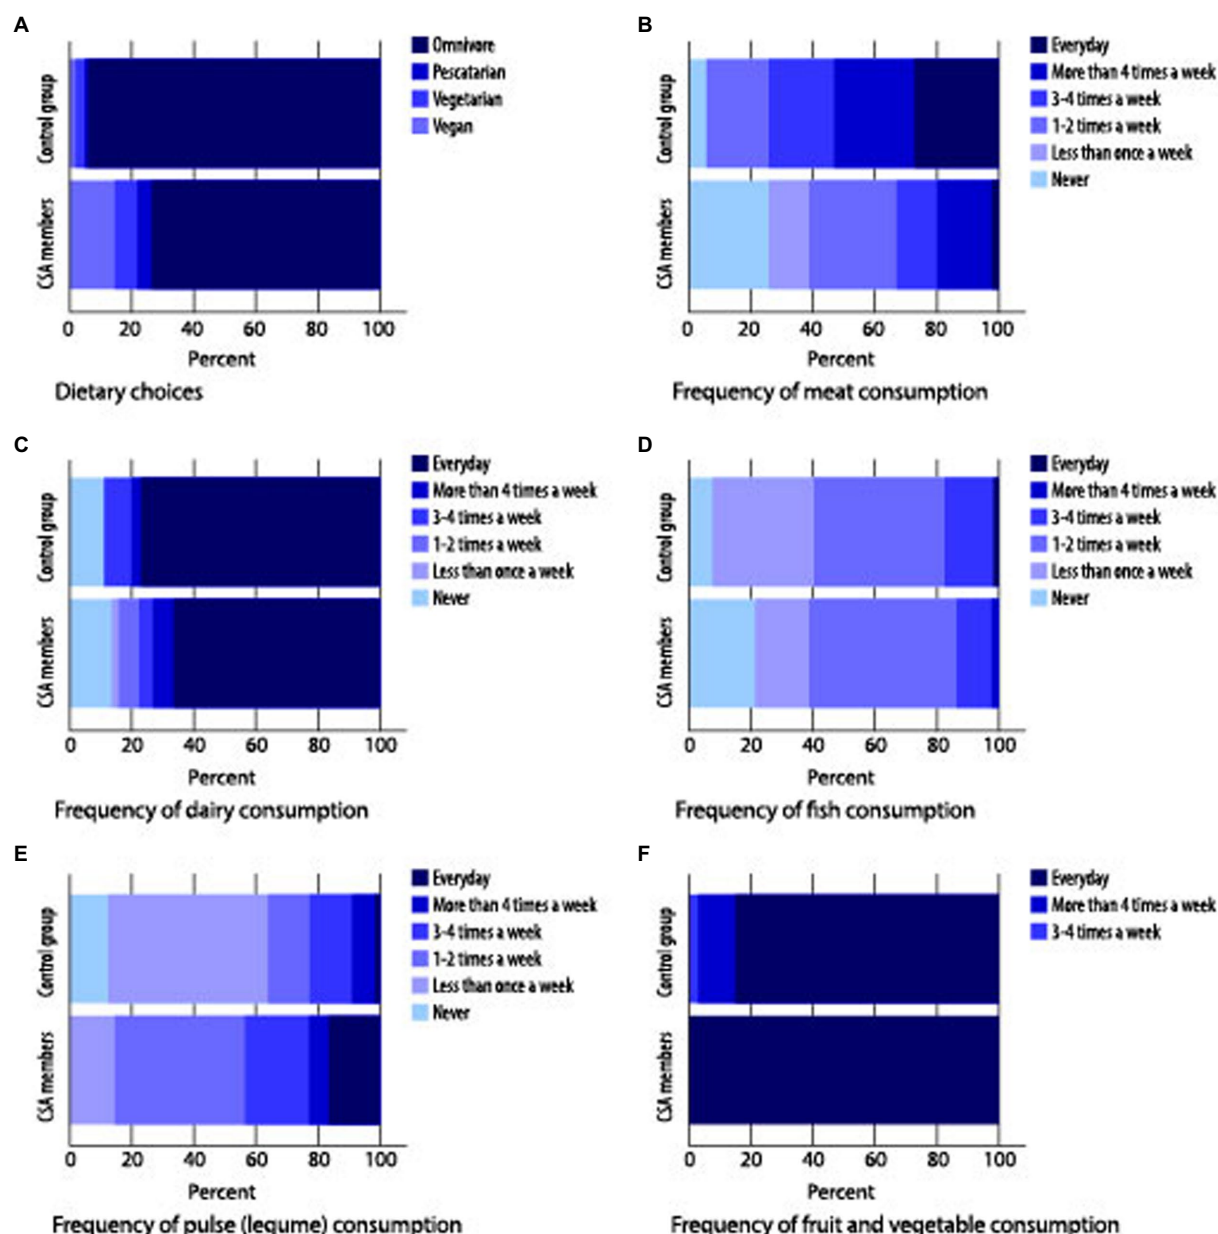 A
Control group
CSA members
0 20 40 60 80 100
Percent
Dietary choices
Omnivore
Pescatarian
Vegetarian
Vegan
B
Control group
CSA members
0 20 40 60 80 100
Percent
Frequency of meat consumption
Everyday
More than 4 times a week
3-4 times a week
1-2 times a week
Less than once a week
Never
C
Control group
CSA members
0 20 40 60 80 100
Percent
Frequency of dairy consumption
Everyday
More than 4 times a week
3-4 times a week
1-2 times a week
Less than once a week
Never
D
Control group
CSA members
0 20 40 60 80 100
Percent
Frequency of fish consumption
Everyday
More than 4 times a week
3-4 times a week
1-2 times a week
Less than once a week
Never
E
Control group
CSA members
0 20 40 60 80 100
Percent
Frequency of pulse (legume) consumption
Everyday
More than 4 times a week
3-4 times a week
1-2 times a week
Less than once a week
Never
F
Control group
CSA members
0 20 40 60 80 100
Percent
Frequency of fruit and vegetable consumption
Everyday
More than 4 times a week
3-4 times a week